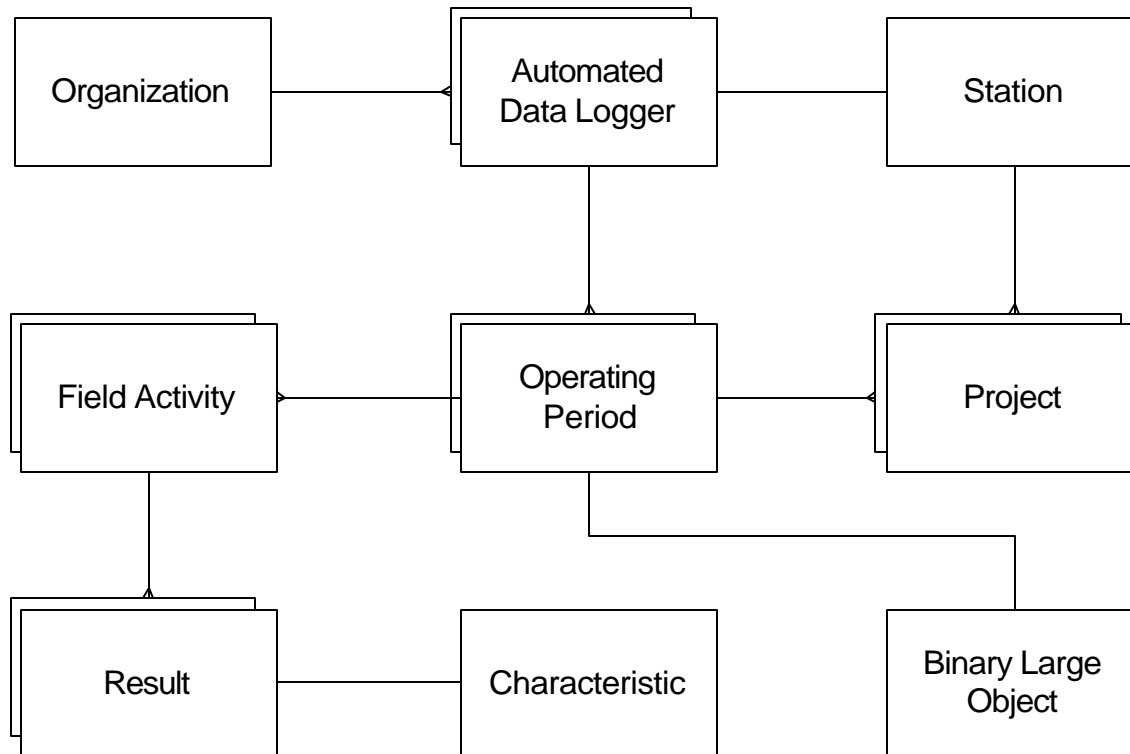 Organization
Automated
Data Logger
Station
Field Activity
Operating
Period
Project
Result
Characteristic
Binary Large
Object